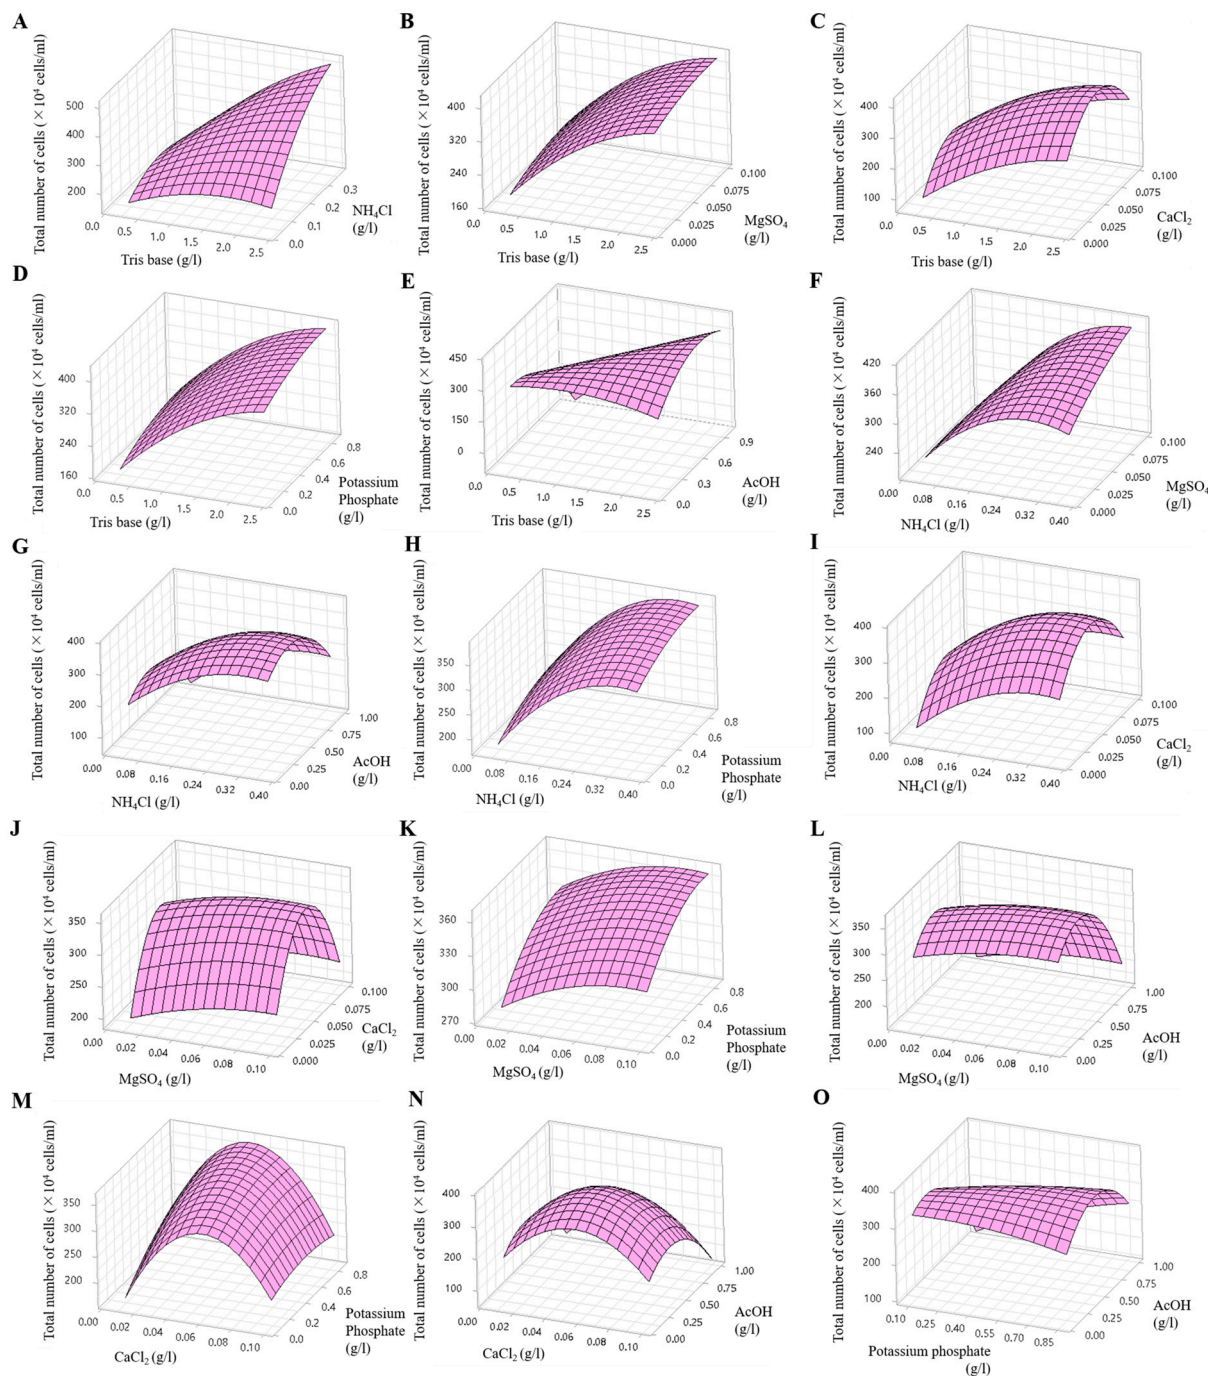 A
Total number of cells (×10⁴ cells/ml)
500
400
300
200
0.0
0.5
1.0
1.5
2.0
2.5
Tris base (g/l)
0.0
0.1
0.2
0.3
NH₄Cl
(g/l)
B
Total number of cells (×10⁴ cells/ml)
400
320
240
160
0.0
0.5
1.0
1.5
2.0
2.5
Tris base (g/l)
0.000
0.025
0.050
0.075
0.100
MgSO₄
(g/l)
C
Total number of cells (×10⁴ cells/ml)
400
300
200
100
0.0
0.5
1.0
1.5
2.0
2.5
Tris base (g/l)
0.000
0.025
0.050
0.075
0.100
CaCl₂
(g/l)
D
Total number of cells (×10⁴ cells/ml)
400
320
240
160
0.0
0.5
1.0
1.5
2.0
2.5
Tris base (g/l)
0.0
0.2
0.4
0.6
0.8
Potassium
Phosphate
(g/l)
E
Total number of cells (×10⁴ cells/ml)
450
300
150
0
0.0
0.5
1.0
1.5
2.0
2.5
Tris base (g/l)
0.0
0.3
0.6
0.9
AcOH
(g/l)
F
Total number of cells (×10⁴ cells/ml)
420
360
300
240
0.00
0.08
0.16
0.24
0.32
0.40
NH₄Cl (g/l)
0.000
0.025
0.050
0.075
0.100
MgSO₄
(g/l)
G
Total number of cells (×10⁴ cells/ml)
400
300
200
100
0.00
0.08
0.16
0.24
0.32
0.40
NH₄Cl (g/l)
0.00
0.25
0.50
0.75
1.00
AcOH
(g/l)
H
Total number of cells (×10⁴ cells/ml)
350
300
250
200
0.00
0.08
0.16
0.24
0.32
0.40
NH₄Cl (g/l)
0.0
0.2
0.4
0.6
0.8
Potassium
Phosphate
(g/l)
I
Total number of cells (×10⁴ cells/ml)
400
300
200
100
0.00
0.08
0.16
0.24
0.32
0.40
NH₄Cl (g/l)
0.000
0.025
0.050
0.075
0.100
CaCl₂
(g/l)
J
Total number of cells (×10⁴ cells/ml)
350
300
250
200
0.00
0.02
0.04
0.06
0.08
0.10
MgSO₄ (g/l)
0.000
0.025
0.050
0.075
0.100
CaCl₂
(g/l)
K
Total number of cells (×10⁴ cells/ml)
360
330
300
270
0.00
0.02
0.04
0.06
0.08
0.10
MgSO₄ (g/l)
0.0
0.2
0.4
0.6
0.8
Potassium
Phosphate
(g/l)
L
Total number of cells (×10⁴ cells/ml)
350
300
250
200
0.00
0.02
0.04
0.06
0.08
0.10
MgSO₄ (g/l)
0.00
0.25
0.50
0.75
1.00
AcOH
(g/l)
M
Total number of cells (×10⁴ cells/ml)
350
300
250
200
0.00
0.02
0.04
0.06
0.08
0.10
CaCl₂ (g/l)
0.0
0.2
0.4
0.6
0.8
Potassium
Phosphate
(g/l)
N
Total number of cells (×10⁴ cells/ml)
400
300
200
100
0.00
0.02
0.04
0.06
0.08
0.10
CaCl₂ (g/l)
0.00
0.25
0.50
0.75
1.00
AcOH
(g/l)
O
Total number of cells (×10⁴ cells/ml)
400
300
200
100
0.10
0.25
0.40
0.55
0.70
0.85
Potassium phosphate
(g/l)
0.00
0.25
0.50
0.75
1.00
AcOH
(g/l)